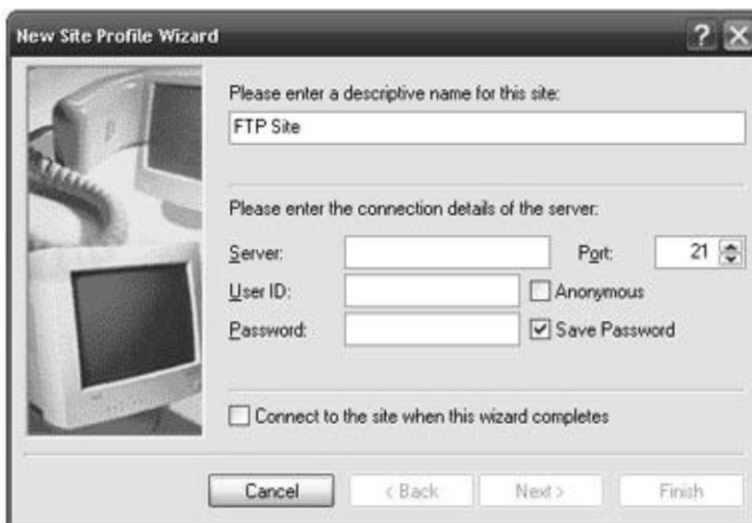 New Site Profile Wizard
Please enter a descriptive name for this site:
FTP Site
Please enter the connection details of the server:
Server: Port: 21
User ID: Anonymous
Password: Save Password
Connect to the site when this wizard completes
Cancel < Back Next > Finish